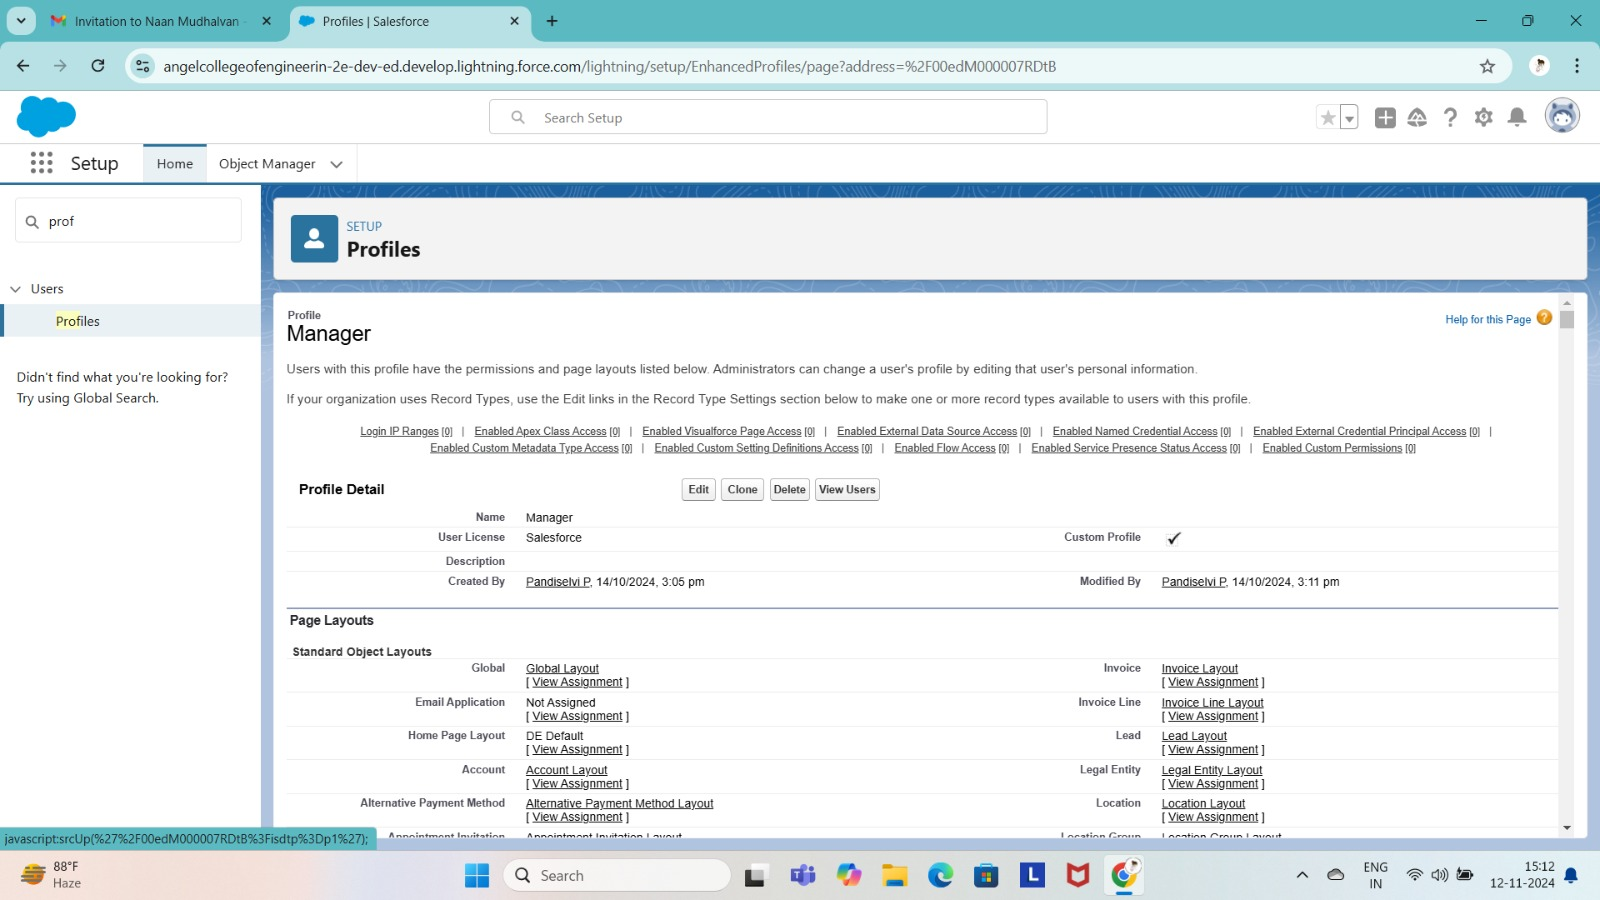 Invitation to Naan Mudhalvan
Profiles | Salesforce
angelcollegeofengineerin-2e-dev-ed.develop.lightning.force.com/lightning/setup/EnhancedProfiles/page?address=%2F00edM000007RDtB
Search Setup
Setup
Home
Object Manager
prof
Users
Profiles
Didn't find what you're looking for?
Try using Global Search.
SETUP
Profiles
Profile
Manager
Help for this Page ?
Users with this profile have the permissions and page layouts listed below. Administrators can change a user's profile by editing that user's personal information.
If your organization uses Record Types, use the Edit links in the Record Type Settings section below to make one or more record types available to users with this profile.
Login IP Ranges [0] | Enabled Apex Class Access [0] | Enabled Visualforce Page Access [0] | Enabled External Data Source Access [0] | Enabled Named Credential Access [0] | Enabled External Credential Principal Access [0] |
Enabled Custom Metadata Type Access [0] | Enabled Custom Setting Definitions Access [0] | Enabled Flow Access [0] | Enabled Service Presence Status Access [0] | Enabled Custom Permissions [0]
Profile Detail
Edit Clone Delete View Users
Name Manager
User License Salesforce Custom Profile ✓
Description
Created By Pandiselvi P, 14/10/2024, 3:05 pm Modified By Pandiselvi P, 14/10/2024, 3:11 pm
Page Layouts
Standard Object Layouts
Global Global Layout Invoice Invoice Layout
[ View Assignment ] [ View Assignment ]
Email Application Not Assigned Invoice Line Invoice Line Layout
[ View Assignment ] [ View Assignment ]
Home Page Layout DE Default Lead Lead Layout
[ View Assignment ] [ View Assignment ]
Account Account Layout Legal Entity Legal Entity Layout
[ View Assignment ] [ View Assignment ]
Alternative Payment Method Alternative Payment Method Layout Location Location Layout
[ View Assignment ] [ View Assignment ]
Appointment Invitation Appointment Invitation Layout Location Group Location Group Layout
javascript:srcUp(%27%2F00edM000007RDtB%3Fisdtp%3Dp1%27);
88°F
Haze
Search
L
ENG
IN
15:12
12-11-2024